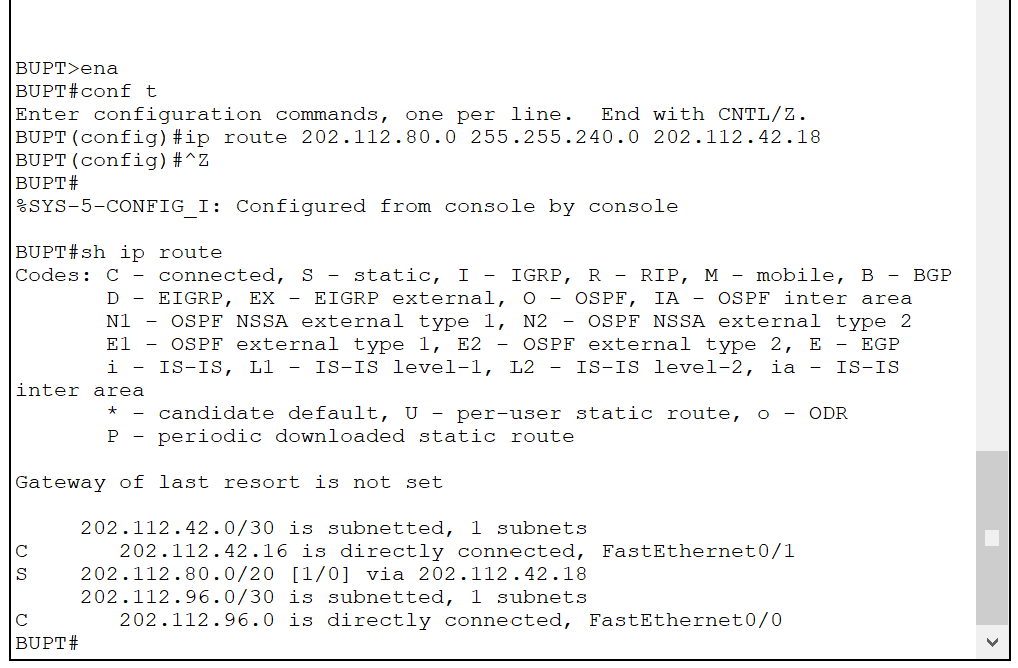 BUPT>ena
BUPT#conf t
Enter configuration commands, one per line.  End with CNTL/Z.
BUPT(config)#ip route 202.112.80.0 255.255.240.0 202.112.42.18
BUPT(config)#^Z
BUPT#
%SYS-5-CONFIG_I: Configured from console by console

BUPT#sh ip route
Codes: C - connected, S - static, I - IGRP, R - RIP, M - mobile, B - BGP
       D - EIGRP, EX - EIGRP external, O - OSPF, IA - OSPF inter area
       N1 - OSPF NSSA external type 1, N2 - OSPF NSSA external type 2
       E1 - OSPF external type 1, E2 - OSPF external type 2, E - EGP
       i - IS-IS, L1 - IS-IS level-1, L2 - IS-IS level-2, ia - IS-IS
inter area
       * - candidate default, U - per-user static route, o - ODR
       P - periodic downloaded static route

Gateway of last resort is not set

     202.112.42.0/30 is subnetted, 1 subnets
C       202.112.42.16 is directly connected, FastEthernet0/1
S    202.112.80.0/20 [1/0] via 202.112.42.18
     202.112.96.0/30 is subnetted, 1 subnets
C       202.112.96.0 is directly connected, FastEthernet0/0
BUPT#